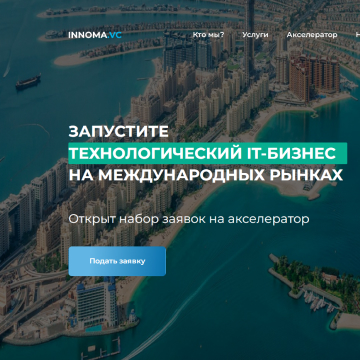 INNOMA.VC
Кто мы? Услуги Акселератор
ЗАПУСТИТЕ
ТЕХНОЛОГИЧЕСКИЙ IT-БИЗНЕС
НА МЕЖДУНАРОДНЫХ РЫНКАХ
Открыт набор заявок на акселератор
Подать заявку